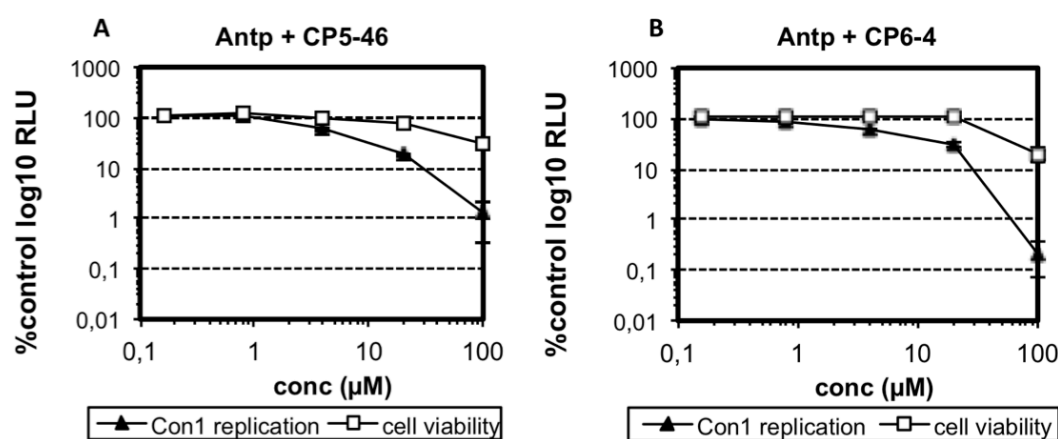 A
Antp + CP5-46
%control log10 RLU
1000
100
10
1
0,1
0,01
0,1 1 10 100
conc (µM)
Con1 replication cell viability
B
Antp + CP6-4
%control log10 RLU
1000
100
10
1
0,1
0,01
0,1 1 10 100
conc (µM)
Con1 replication cell viability